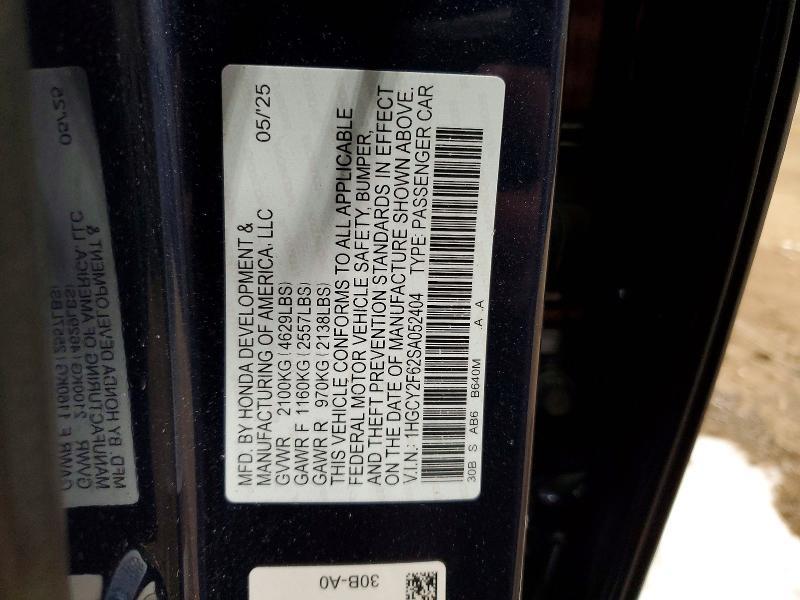 MFD. BY HONDA DEVELOPMENT &
MANUFACTURING OF AMERICA, LLC 05/'25
GVWR 2100KG (4629LBS)
GAWR F 1160KG (2557LBS)
GAWR R 970KG (2138LBS)
THIS VEHICLE CONFORMS TO ALL APPLICABLE
FEDERAL MOTOR VEHICLE SAFETY, BUMPER,
AND THEFT PREVENTION STANDARDS IN EFFECT
ON THE DATE OF MANUFACTURE SHOWN ABOVE.
V.I.N.: 1HGCY2F62SA052404 TYPE: PASSENGER CAR
30B S AB6 B640M .A .A
30B-A0